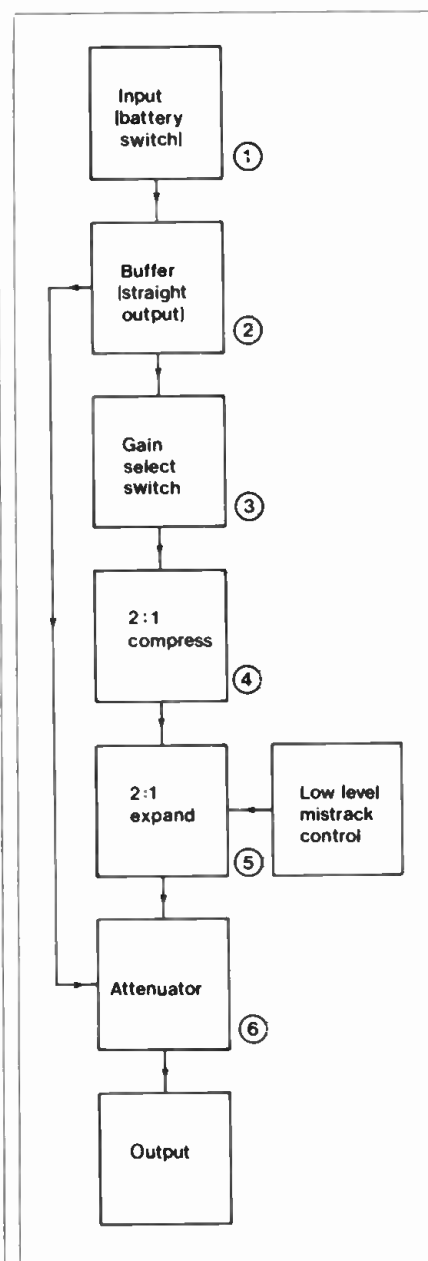 Input
|battery
switch|
①
Buffer
|straight
output|
②
Gain
select
switch
③
2:1
compress
④
2:1
expand
⑤
Low level
mistrack
control
Attenuator
⑥
Output